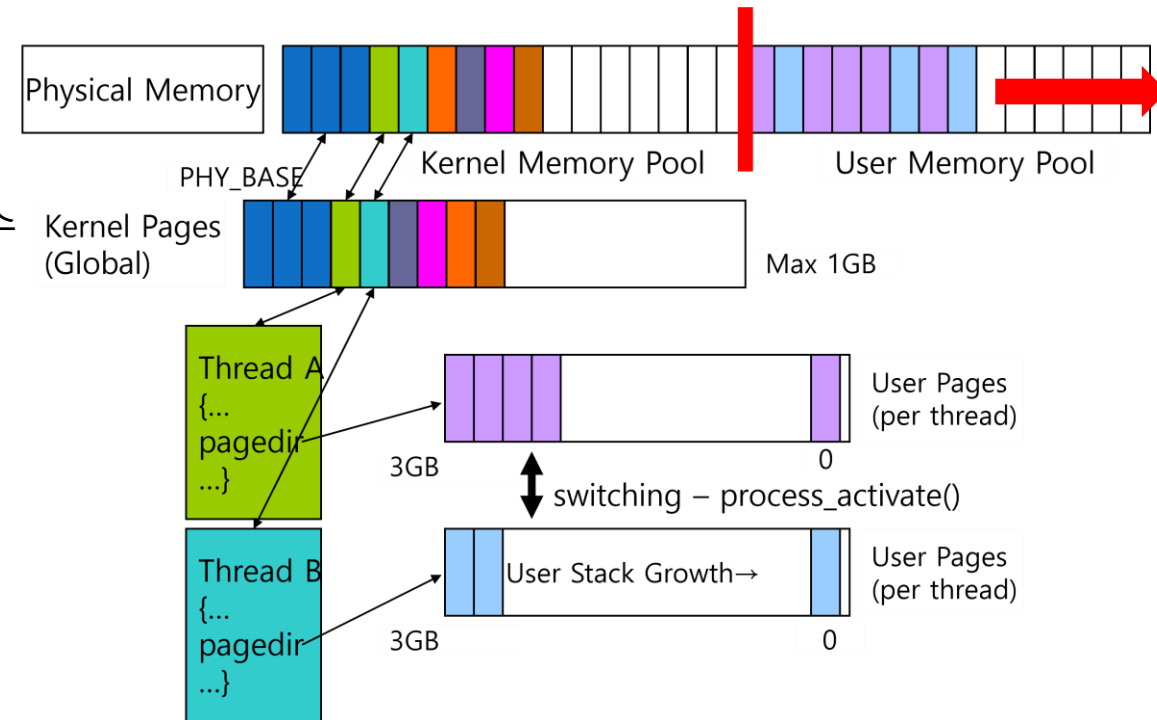 Physical Memory
Kernel Memory Pool
User Memory Pool
PHY_BASE
Kernel Pages
(Global)
Max 1GB
Thread A
{...
pagedir
...}
User Pages
(per thread)
3GB
0
switching – process_activate()
Thread B
{...
pagedir
...}
User Stack Growth→
User Pages
(per thread)
3GB
0